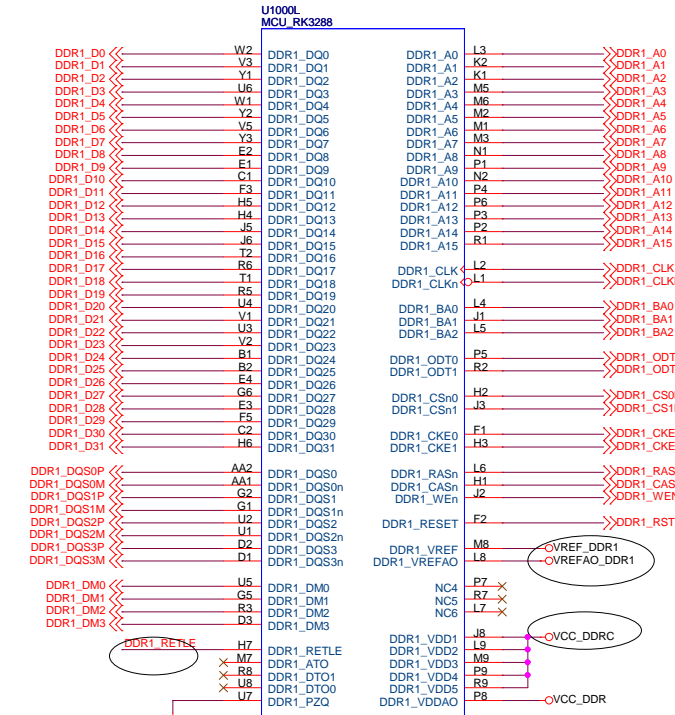 U1000L
MCU_RK3288
DDR1_D0 W2 DDR1_DQ0 DDR1_A0 L3 DDR1_A0
DDR1_D1 V3 DDR1_DQ1 DDR1_A1 K2 DDR1_A1
DDR1_D2 Y1 DDR1_DQ2 DDR1_A2 K1 DDR1_A2
DDR1_D3 U6 DDR1_DQ3 DDR1_A3 M5 DDR1_A3
DDR1_D4 W1 DDR1_DQ4 DDR1_A4 M6 DDR1_A4
DDR1_D5 Y2 DDR1_DQ5 DDR1_A5 M2 DDR1_A5
DDR1_D6 V5 DDR1_DQ6 DDR1_A6 M1 DDR1_A6
DDR1_D7 Y3 DDR1_DQ7 DDR1_A7 M3 DDR1_A7
DDR1_D8 E2 DDR1_DQ8 DDR1_A8 N1 DDR1_A8
DDR1_D9 E1 DDR1_DQ9 DDR1_A9 P1 DDR1_A9
DDR1_D10 C1 DDR1_DQ10 DDR1_A10 N2 DDR1_A10
DDR1_D11 F3 DDR1_DQ11 DDR1_A11 P4 DDR1_A11
DDR1_D12 H5 DDR1_DQ12 DDR1_A12 P6 DDR1_A12
DDR1_D13 H4 DDR1_DQ13 DDR1_A13 P3 DDR1_A13
DDR1_D14 J5 DDR1_DQ14 DDR1_A14 P2 DDR1_A14
DDR1_D15 J6 DDR1_DQ15 DDR1_A15 R1 DDR1_A15
DDR1_D16 T2 DDR1_DQ16
DDR1_D17 R6 DDR1_DQ17 DDR1_CLK L2 DDR1_CLK
DDR1_D18 T1 DDR1_DQ18 DDR1_CLKn L1 DDR1_CLK
DDR1_D19 R5 DDR1_DQ19
DDR1_D20 U4 DDR1_DQ20 DDR1_BA0 L4 DDR1_BA0
DDR1_D21 V1 DDR1_DQ21 DDR1_BA1 J1 DDR1_BA1
DDR1_D22 U3 DDR1_DQ22 DDR1_BA2 L5 DDR1_BA2
DDR1_D23 V2 DDR1_DQ23
DDR1_D24 B1 DDR1_DQ24 DDR1_ODT0 P5 DDR1_ODT
DDR1_D25 B2 DDR1_DQ25 DDR1_ODT1 R2 DDR1_ODT
DDR1_D26 E4 DDR1_DQ26
DDR1_D27 G6 DDR1_DQ27 DDR1_CSn0 H2 DDR1_CS0
DDR1_D28 E3 DDR1_DQ28 DDR1_CSn1 J3 DDR1_CS1
DDR1_D29 F5 DDR1_DQ29
DDR1_D30 C2 DDR1_DQ30 DDR1_CKE0 F1 DDR1_CKE
DDR1_D31 H6 DDR1_DQ31 DDR1_CKE1 H3 DDR1_CKE
DDR1_DQS0P AA2 DDR1_DQS0 DDR1_RASn L6 DDR1_RAS
DDR1_DQS0M AA1 DDR1_DQS0n DDR1_CASn H1 DDR1_CAS
DDR1_DQS1P G2 DDR1_DQS1 DDR1_WEn J2 DDR1_WEN
DDR1_DQS1M G1 DDR1_DQS1n
DDR1_DQS2P U2 DDR1_DQS2 DDR1_RESET F2 DDR1_RST
DDR1_DQS2M U1 DDR1_DQS2n
DDR1_DQS3P D2 DDR1_DQS3 DDR1_VREF M8 VREF_DDR1
DDR1_DQS3M D1 DDR1_DQS3n DDR1_VREFAO L8 VREFAO_DDR1
DDR1_DM0 U5 DDR1_DM0 NC4 P7
DDR1_DM1 G5 DDR1_DM1 NC5 R7
DDR1_DM2 R3 DDR1_DM2 NC6 L7
DDR1_DM3 D3 DDR1_DM3
DDR1_VDD1 J8 VCC_DDRC
DDR1_RETLE H7 DDR1_RETLE DDR1_VDD2 L9
M7 DDR1_ATO DDR1_VDD3 M9
R8 DDR1_DTO1 DDR1_VDD4 P9
U8 DDR1_DTO0 DDR1_VDD5 R9
U7 DDR1_PZQ DDR1_VDDAO P8 VCC_DDR